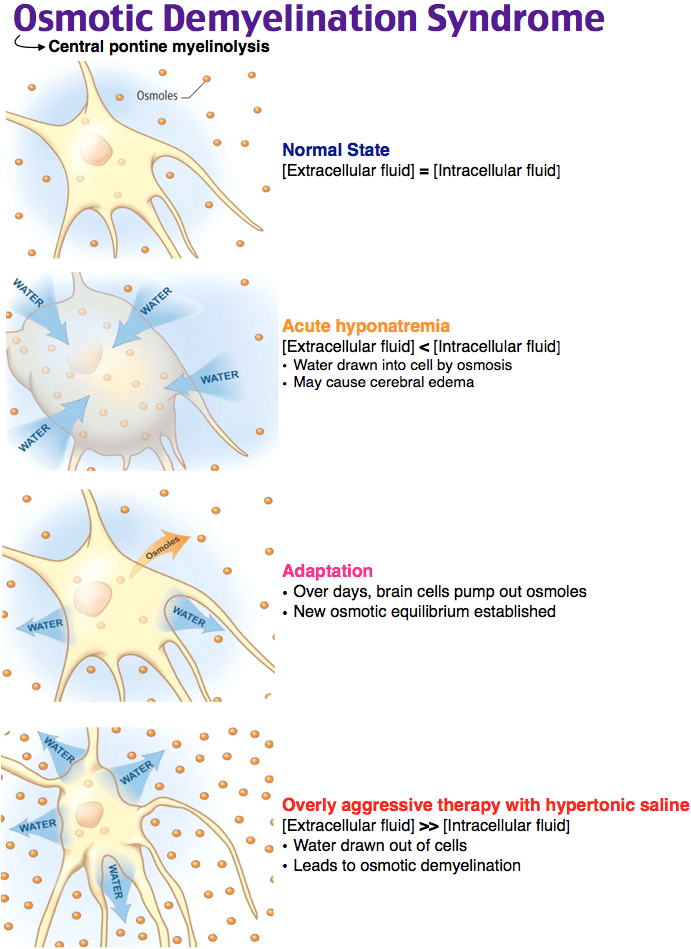 Osmotic Demyelination Syndrome
Central pontine myelinolysis
Osmoles
Normal State
[Extracellular fluid] = [Intracellular fluid]
WATER
WATER
WATER
WATER
Acute hyponatremia
[Extracellular fluid] < [Intracellular fluid]
• Water drawn into cell by osmosis
• May cause cerebral edema
Osmoles
WATER
WATER
Adaptation
• Over days, brain cells pump out osmoles
• New osmotic equilibrium established
WATER
WATER
WATER
WATER
Overly aggressive therapy with hypertonic saline
[Extracellular fluid] >> [Intracellular fluid]
• Water drawn out of cells
• Leads to osmotic demyelination